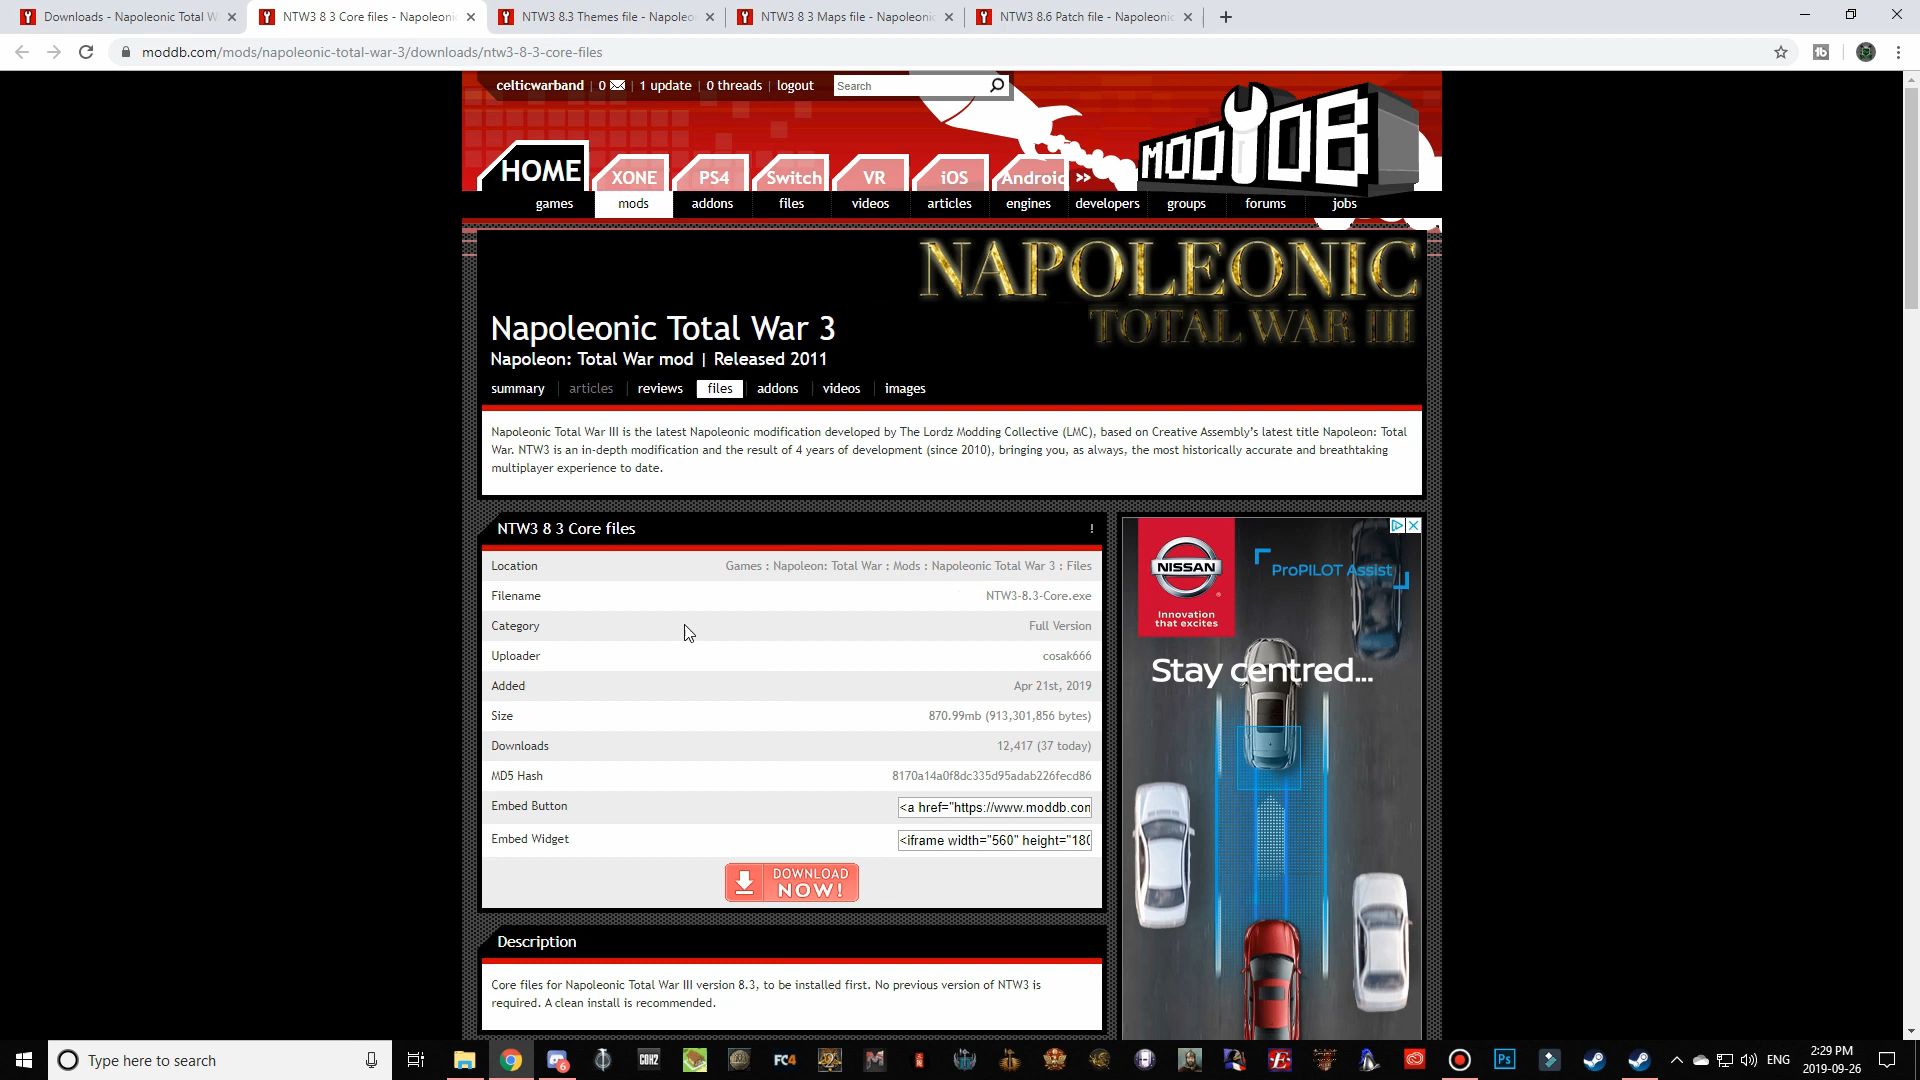 Downloads - Napoleonic Total W
NTW3 8 3 Core files - Napoleonic
NTW3 8.3 Themes file - Napoleo
NTW3 8 3 Maps file - Napoleonic
NTW3 8.6 Patch file - Napoleonic
moddb.com/mods/napoleonic-total-war-3/downloads/ntw3-8-3-core-files
celticwarband | 0 | 1 update | 0 threads | logout
Search
MODDB
HOME XONE PS4 Switch VR iOS Android >>
games mods addons files videos articles engines developers groups forums jobs
NAPOLEONIC
TOTAL WAR III
Napoleonic Total War 3
Napoleon: Total War mod | Released 2011
summary articles reviews files addons videos images
Napoleonic Total War III is the latest Napoleonic modification developed by The Lordz Modding Collective (LMC), based on Creative Assembly's latest title Napoleon: Total
War. NTW3 is an in-depth modification and the result of 4 years of development (since 2010), bringing you, as always, the most historically accurate and breathtaking
multiplayer experience to date.
NTW3 8 3 Core files
!
Location Games : Napoleon: Total War : Mods : Napoleonic Total War 3 : Files
Filename NTW3-8.3-Core.exe
Category Full Version
Uploader cosak666
Added Apr 21st, 2019
Size 870.99mb (913,301,856 bytes)
Downloads 12,417 (37 today)
MD5 Hash 8170a14a0f8dc335d95adab226fecd86
Embed Button <a href="https://www.moddb.con
Embed Widget <iframe width="560" height="180
DOWNLOAD
NOW!
Description
Core files for Napoleonic Total War III version 8.3, to be installed first. No previous version of NTW3 is
required. A clean install is recommended.
NISSAN
Innovation
that excites
ProPILOT Assist
Stay centred...
Type here to search
6
COH2
FC4
Ps
ENG
2:29 PM
2019-09-26